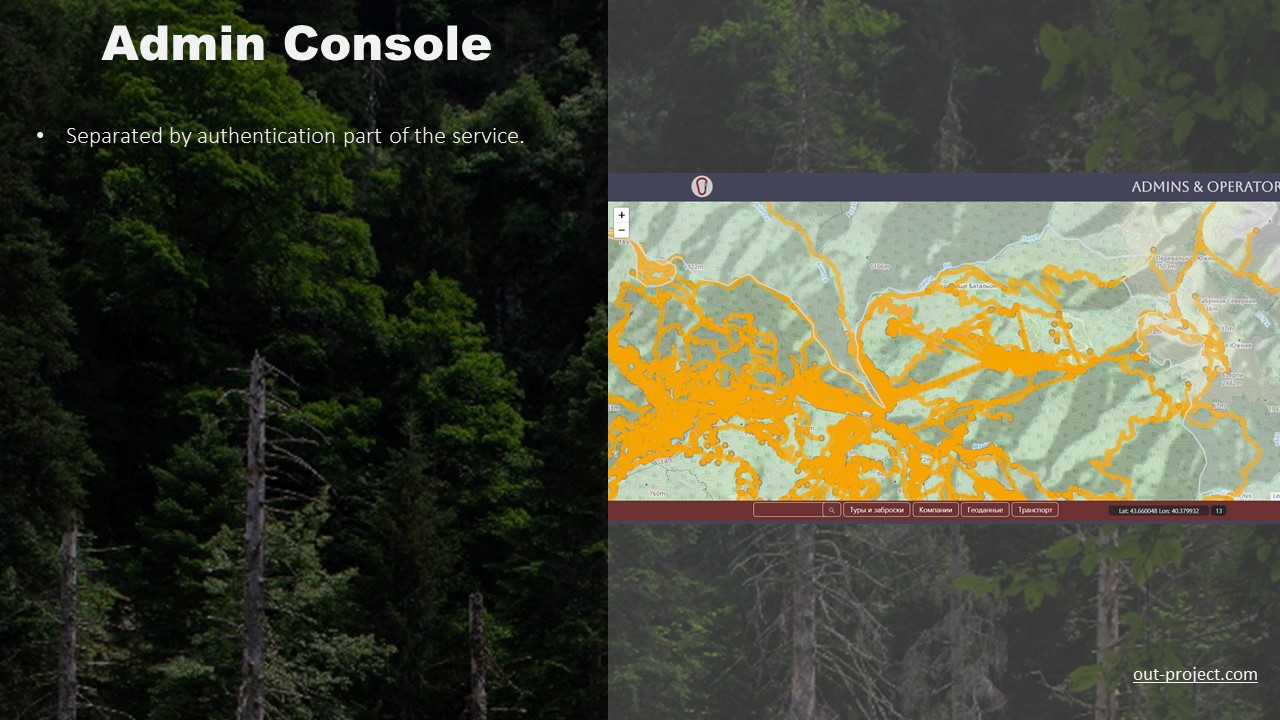 Admin Console
• Separated by authentication part of the service.
ADMINS & OPERATOR
+
−
Туры и заброски
Компании
Геоданные
Транспорт
Lat: 43.660048 Lon: 40.379932
13
760m
out-project.com